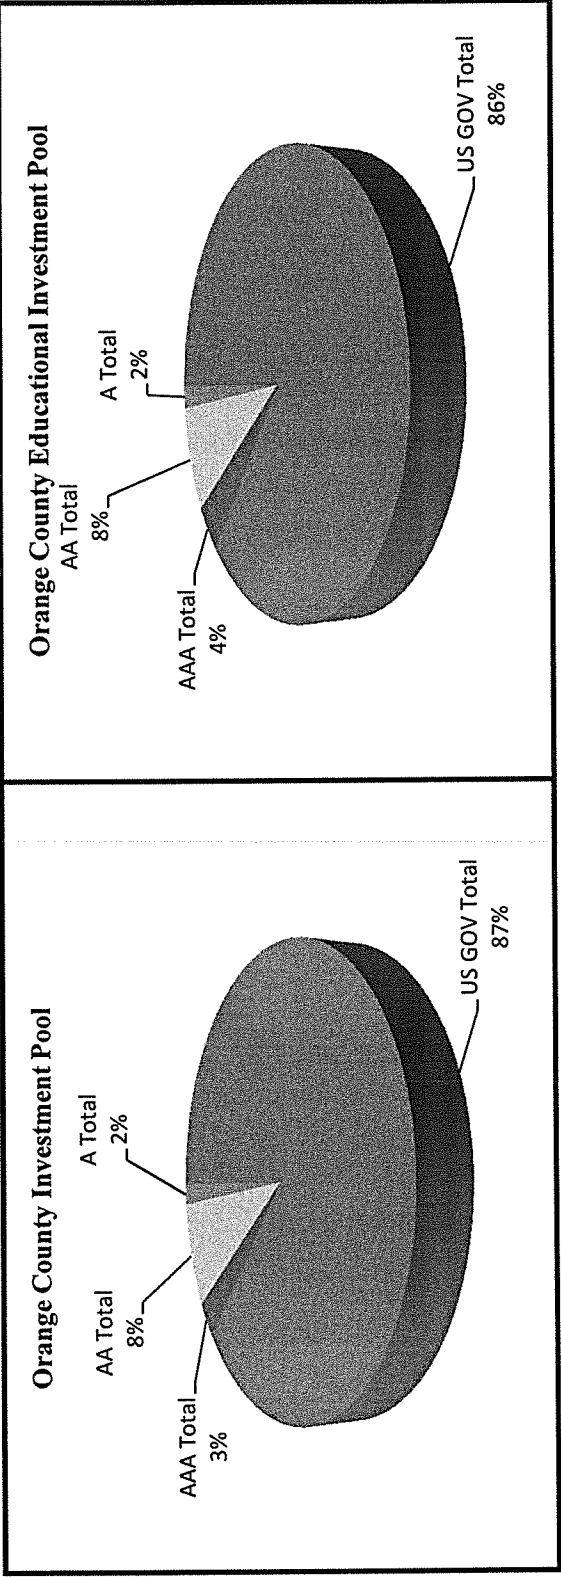 Orange County Investment Pool
A Total
2%
AA Total
8%
AAA Total
3%
US GOV Total
87%
Orange County Educational Investment Pool
A Total
2%
AA Total
8%
AAA Total
4%
US GOV Total
86%